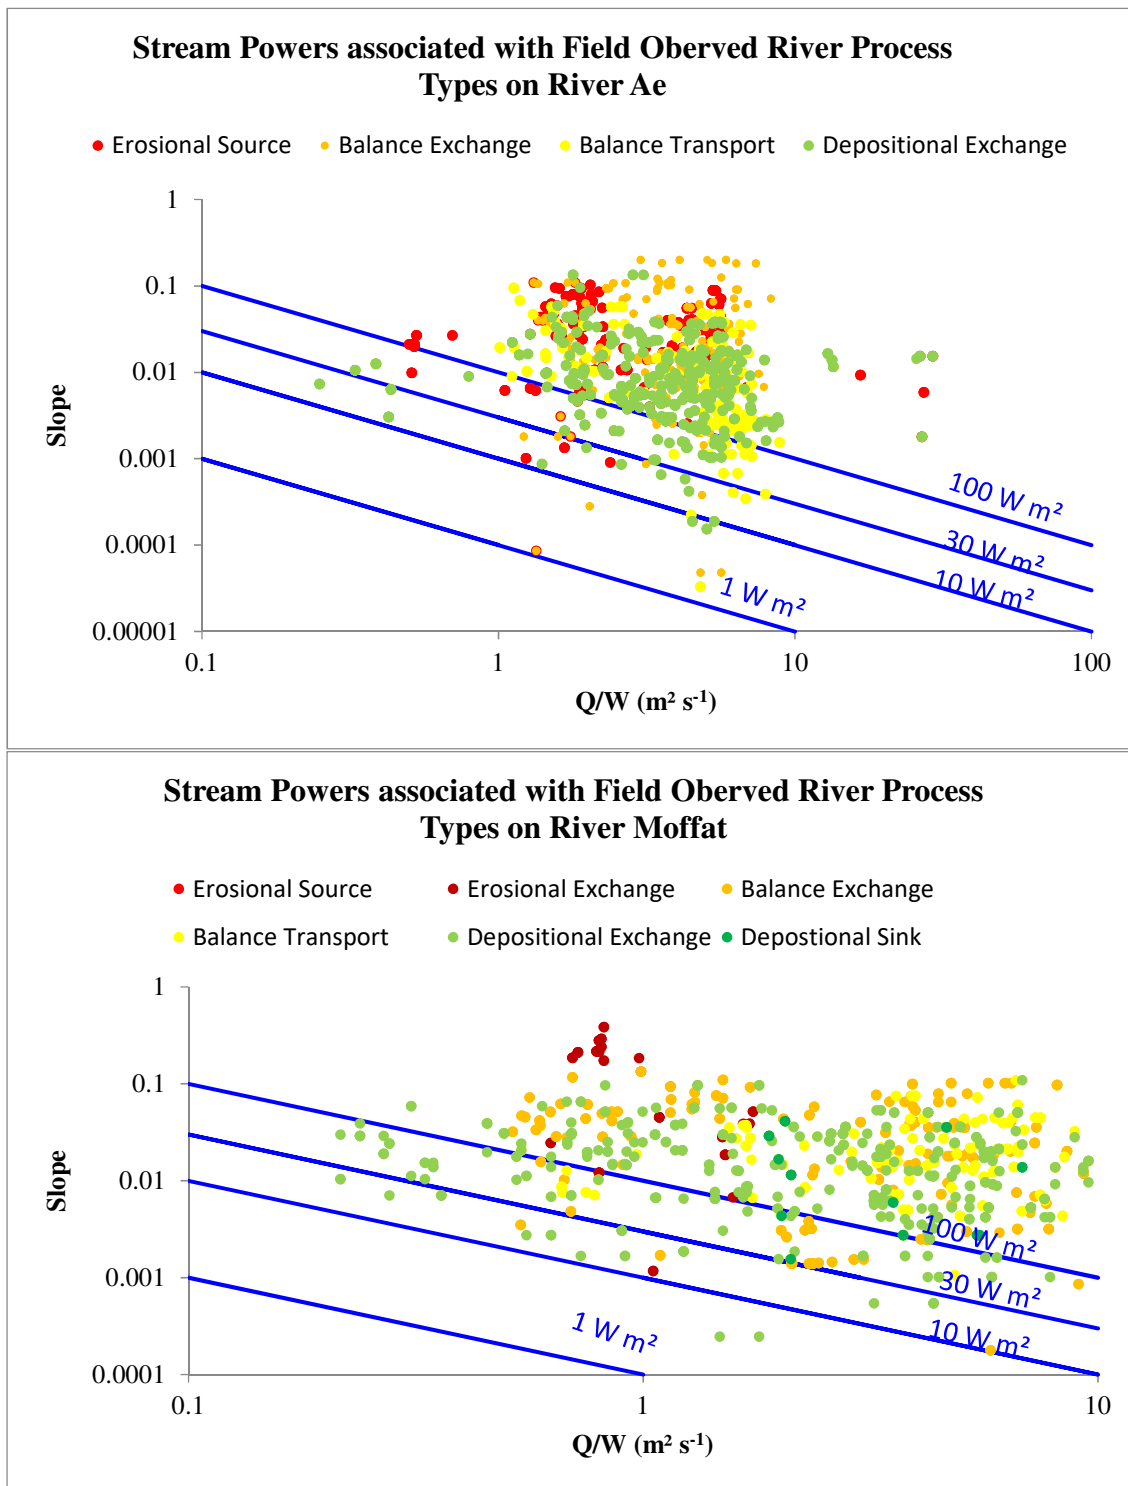 Stream Powers associated with Field Oberved River Process
Types on River Ae
Erosional Source Balance Exchange Balance Transport Depositional Exchange
1
0.1
0.01
0.001
0.0001
0.00001
Slope
100 W m²
30 W m²
10 W m²
1 W m²
0.1 1 10 100
Q/W (m² s⁻¹)
Stream Powers associated with Field Oberved River Process
Types on River Moffat
Erosional Source Erosional Exchange Balance Exchange
Balance Transport Depositional Exchange Depostional Sink
1
0.1
0.01
0.001
0.0001
Slope
100 W m²
30 W m²
10 W m²
1 W m²
0.1 1 10
Q/W (m² s⁻¹)